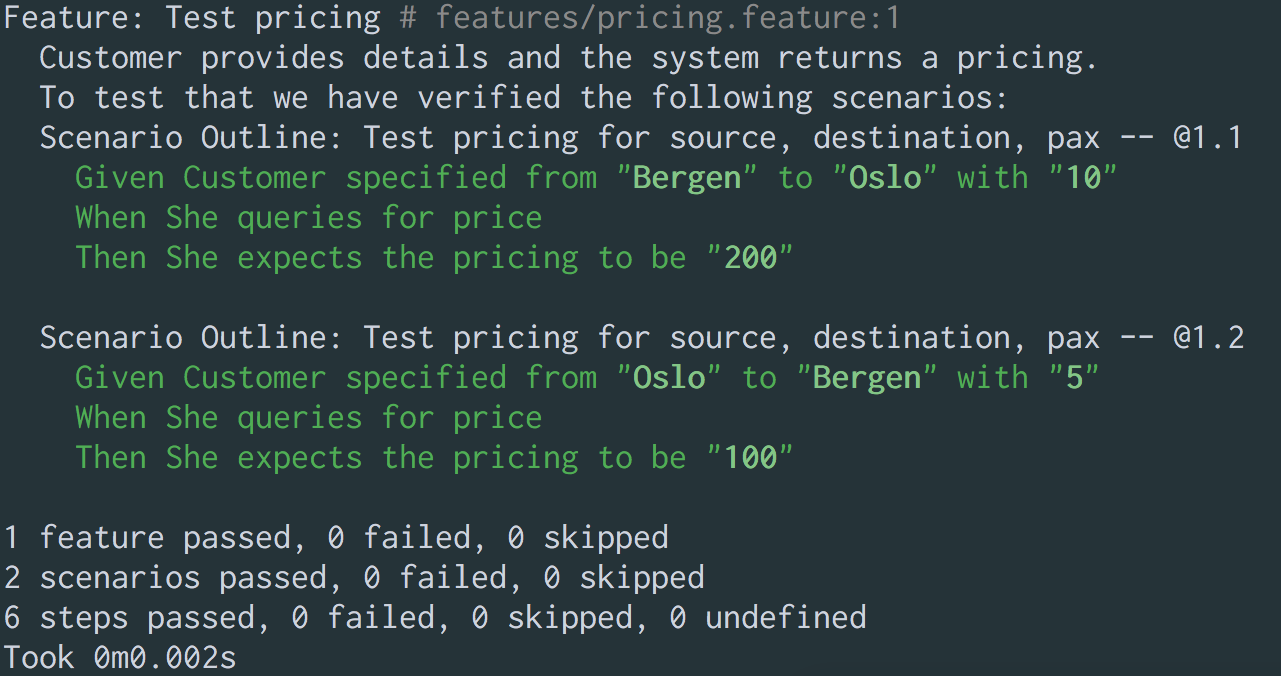 Feature: Test pricing # features/pricing.feature:1
Customer provides details and the system returns a pricing.
To test that we have verified the following scenarios:
Scenario Outline: Test pricing for source, destination, pax -- @1.1
Given Customer specified from "Bergen" to "Oslo" with "10"
When She queries for price
Then She expects the pricing to be "200"
Scenario Outline: Test pricing for source, destination, pax -- @1.2
Given Customer specified from "Oslo" to "Bergen" with "5"
When She queries for price
Then She expects the pricing to be "100"
1 feature passed, 0 failed, 0 skipped
2 scenarios passed, 0 failed, 0 skipped
6 steps passed, 0 failed, 0 skipped, 0 undefined
Took 0m0.002s